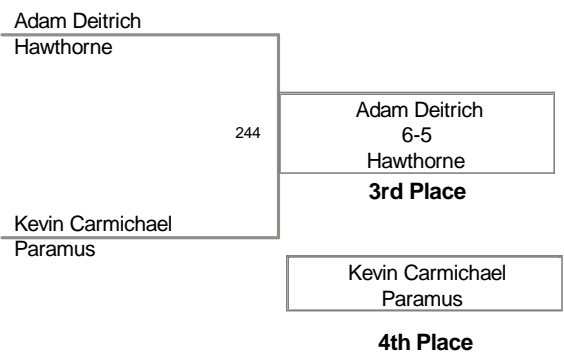 Adam Deitrich
Hawthorne
244
Adam Deitrich
6-5
Hawthorne
3rd Place
Kevin Carmichael
Paramus
Kevin Carmichael
Paramus
4th Place